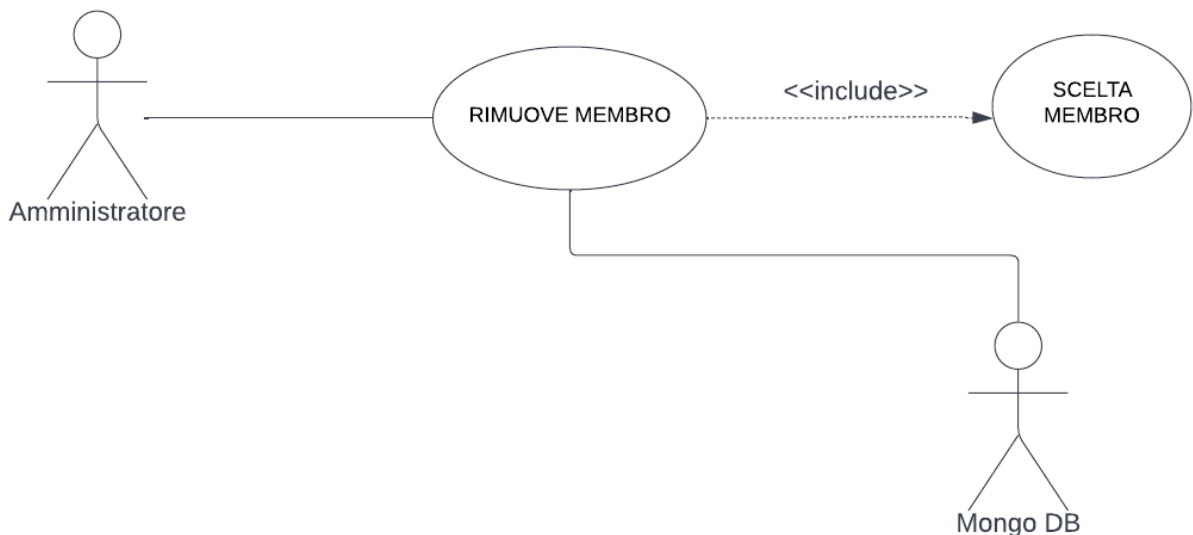 <<include>>
SCELTA
MEMBRO
RIMUOVE MEMBRO
Amministratore
Mongo DB